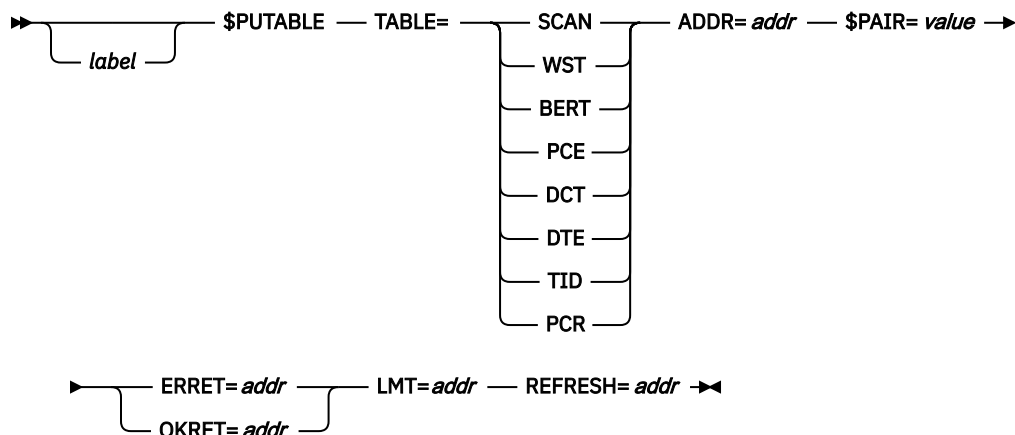 $PUTABLE TABLE= SCAN ADDR= addr $PAIR= value
label WST
BERT
PCE
DCT
DTE
TID
PCR
ERRET= addr LMT= addr REFRESH= addr
OKRET= addr